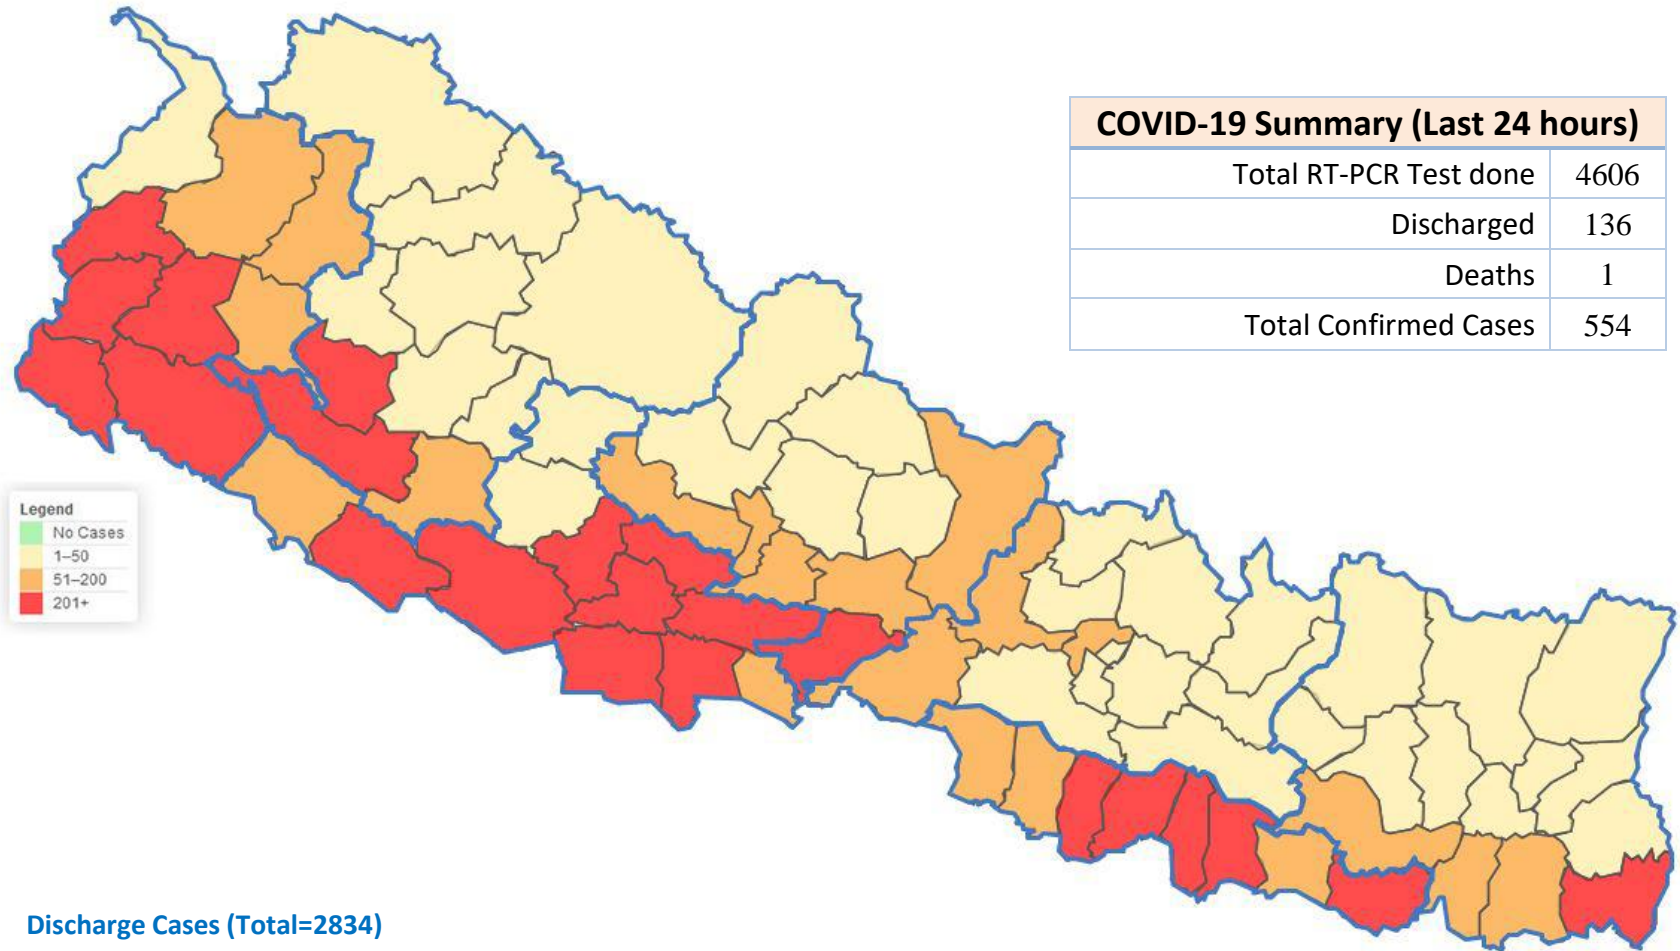 COVID-19 Summary (Last 24 hours)
Total RT-PCR Test done 4606
Discharged 136
Deaths 1
Total Confirmed Cases 554
Legend
No Cases
1–50
51–200
201+
Discharge Cases (Total=2834)